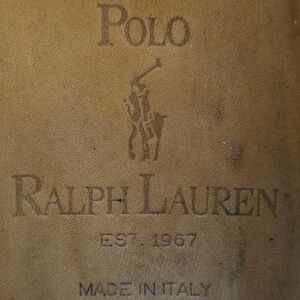 POLO
RALPH LAUREN
EST. 1967
MADE IN ITALY